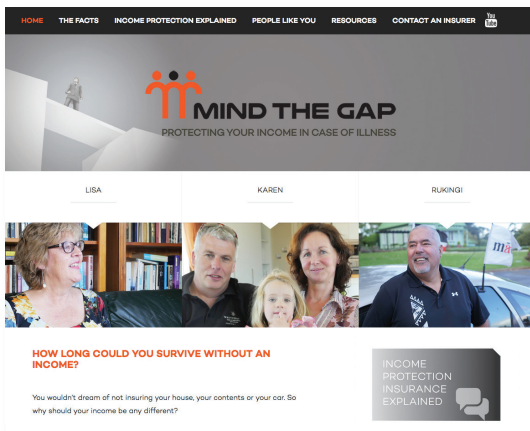 HOME THE FACTS INCOME PROTECTION EXPLAINED PEOPLE LIKE YOU RESOURCES CONTACT AN INSURER You Tube
MIND THE GAP
PROTECTING YOUR INCOME IN CASE OF ILLNESS
LISA KAREN RUKINGI
HOW LONG COULD YOU SURVIVE WITHOUT AN
INCOME?
You wouldn't dream of not insuring your house, your contents or your car. So
why should your income be any different?
INCOME
PROTECTION
INSURANCE
EXPLAINED